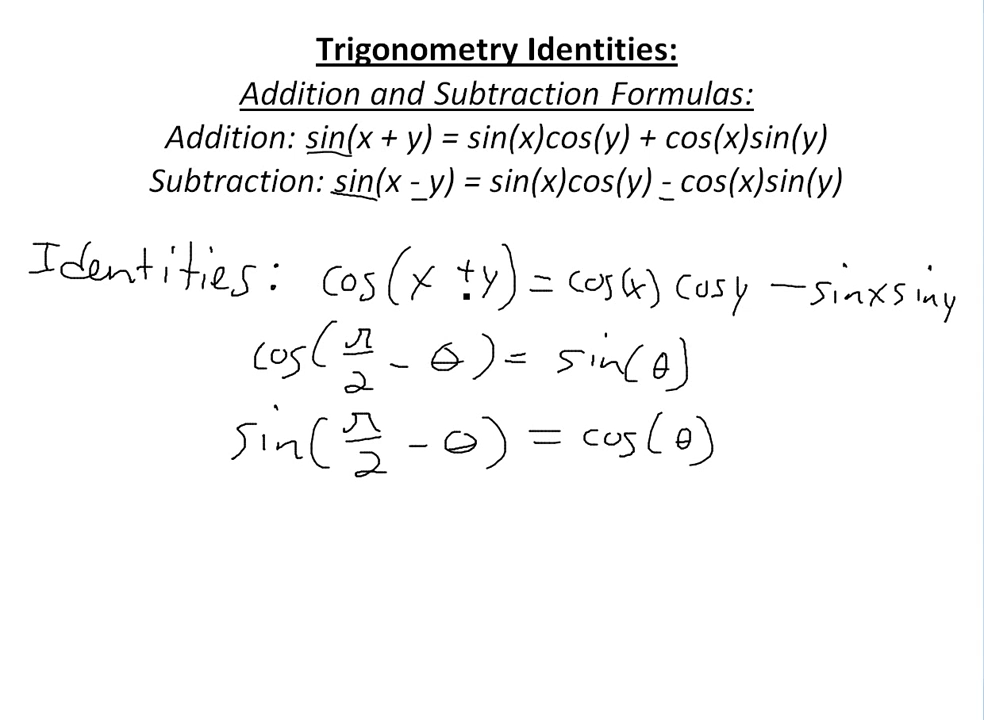 Trigonometry Identities:
Addition and Subtraction Formulas:
Addition: sin(x + y) = sin(x)cos(y) + cos(x)sin(y)
Subtraction: sin(x - y) = sin(x)cos(y) - cos(x)sin(y)
Identities: cos(x + y) = cos(x) cosy - sinxsiny
cos(π/2 - θ) = sin(θ)
sin(π/2 - θ) = cos(θ)